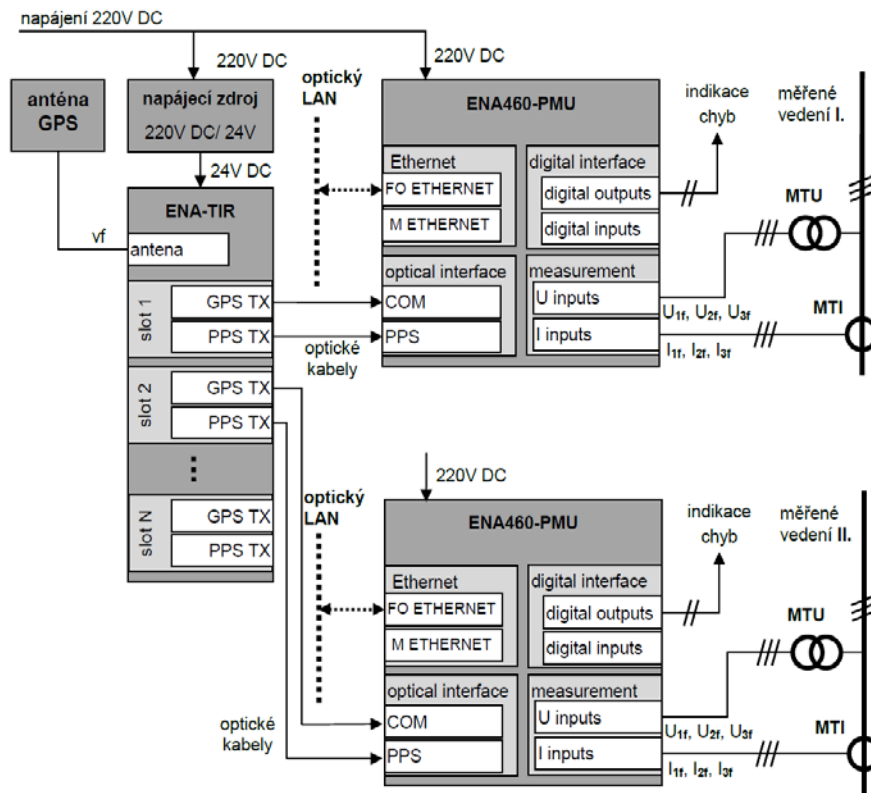 napájení 220V DC
220V DC
optický
LAN
220V DC
anténa
GPS
napájecí zdroj
220V DC/ 24V
24V DC
ENA-TIR
vf
antena
slot 1
GPS TX
PPS TX
slot 2
GPS TX
PPS TX
slot N
GPS TX
PPS TX
optické
kabely
ENA460-PMU
Ethernet
FO ETHERNET
M ETHERNET
digital interface
digital outputs
digital inputs
optical interface
COM
PPS
measurement
U inputs
I inputs
indikace
chyb
měřené
vedení I.
MTU
U1f, U2f, U3f
MTI
I1f, I2f, I3f
optický
LAN
220V DC
ENA460-PMU
Ethernet
FO ETHERNET
M ETHERNET
digital interface
digital outputs
digital inputs
optical interface
COM
PPS
measurement
U inputs
I inputs
optické
kabely
indikace
chyb
měřené
vedení II.
MTU
U1f, U2f, U3f
MTI
I1f, I2f, I3f